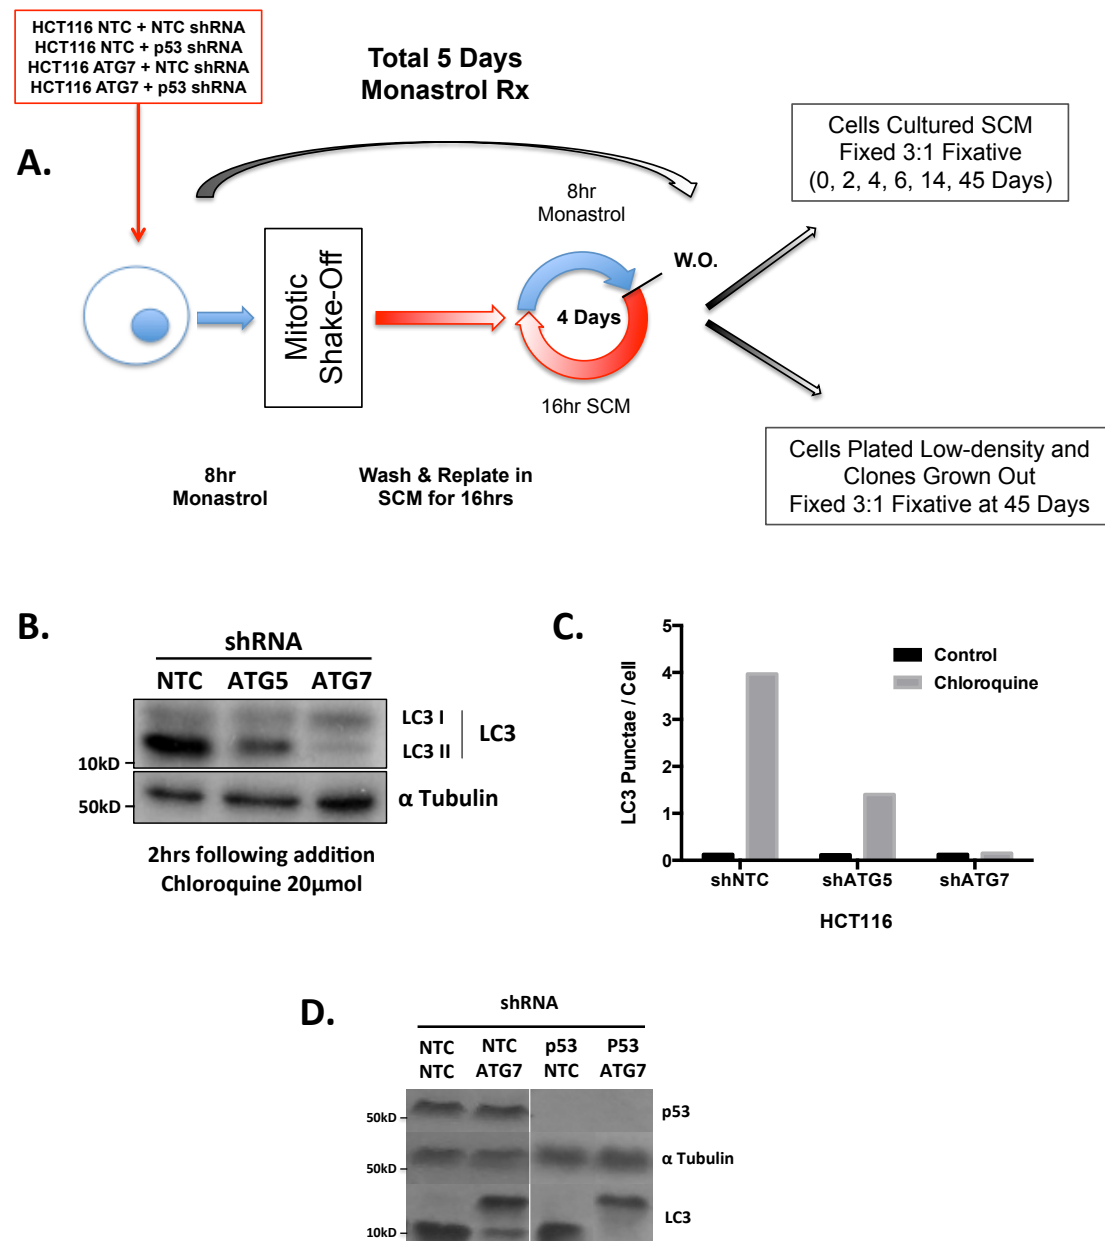 HCT116 NTC + NTC shRNA
HCT116 NTC + p53 shRNA
HCT116 ATG7 + NTC shRNA
HCT116 ATG7 + p53 shRNA
Total 5 Days
Monastrol Rx
A.
Cells Cultured SCM
Fixed 3:1 Fixative
(0, 2, 4, 6, 14, 45 Days)
8hr
Monastrol
W.O.
Mitotic
Shake-Off
4 Days
16hr SCM
8hr
Monastrol
Wash & Replate in
SCM for 16hrs
Cells Plated Low-density and
Clones Grown Out
Fixed 3:1 Fixative at 45 Days
B.
shRNA
NTC ATG5 ATG7
LC3 I
LC3 II
LC3
10kD
α Tubulin
50kD
2hrs following addition
Chloroquine 20μmol
C.
LC3 Punctae / Cell
5
4
3
2
1
0
Control
Chloroquine
shNTC shATG5 shATG7
HCT116
D.
shRNA
NTC NTC p53 P53
NTC ATG7 NTC ATG7
50kD
p53
50kD
α Tubulin
10kD
LC3